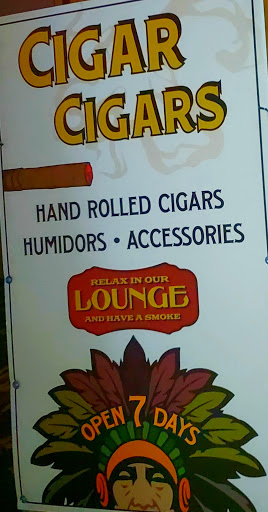 CIGAR
CIGARS
HAND ROLLED CIGARS
HUMIDORS • ACCESSORIES
RELAX IN OUR
LOUNGE
AND HAVE A SMOKE
OPEN 7 DAYS